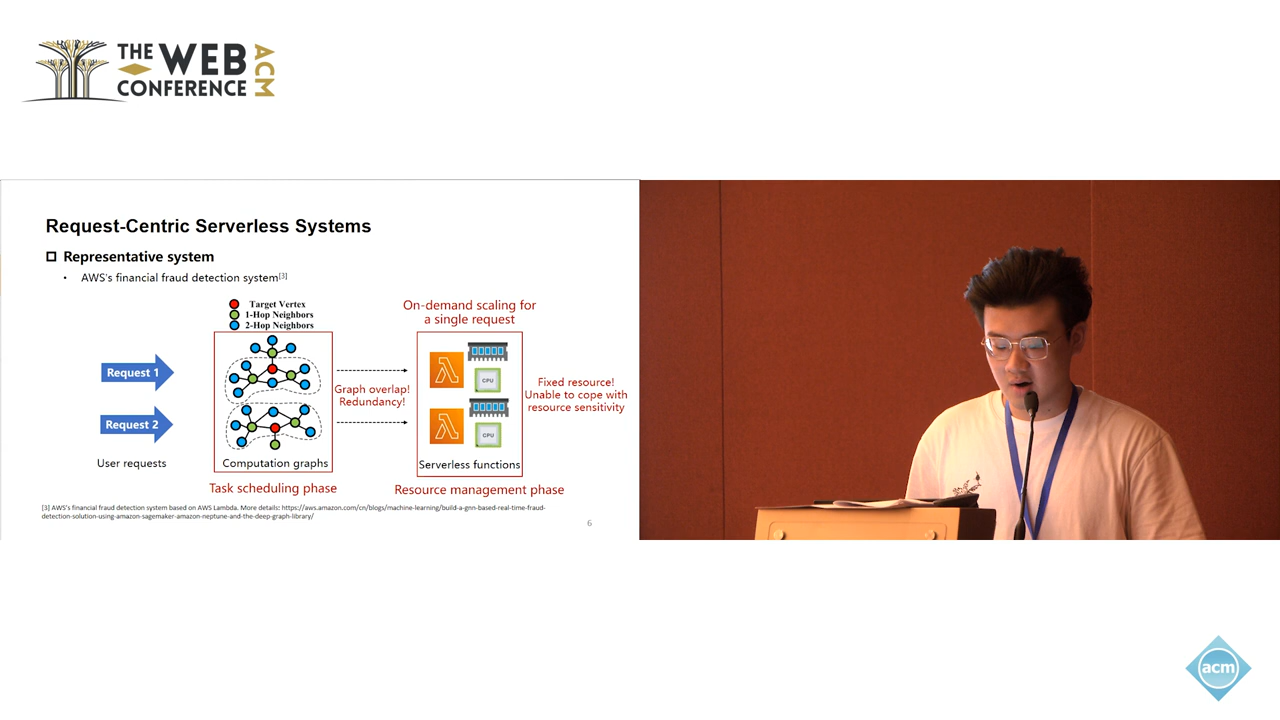 THE WEB
CONFERENCE
ACM
Request-Centric Serverless Systems
Representative system
• AWS's financial fraud detection system[3]
Target Vertex
1-Hop Neighbors
2-Hop Neighbors
On-demand scaling for
a single request
Request 1
Request 2
User requests
Graph overlap!
Redundancy!
CPU
CPU
Fixed resource!
Unable to cope with
resource sensitivity
Computation graphs
Serverless functions
Task scheduling phase
Resource management phase
[3] AWS's financial fraud detection system based on AWS Lambda. More details: https://aws.amazon.com/cn/blogs/machine-learning/build-a-gnn-based-real-time-fraud-
detection-solution-using-amazon-sagemaker-amazon-neptune-and-the-deep-graph-library/
6
acm